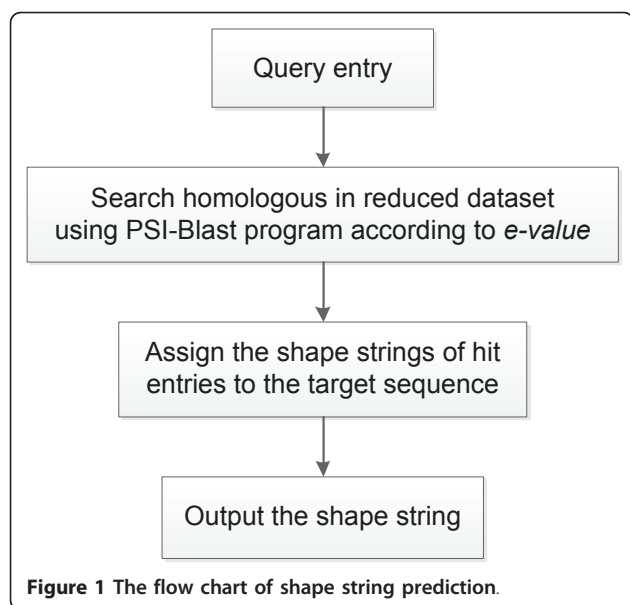 Query entry
Search homologous in reduced dataset
using PSI-Blast program according to e-value
Assign the shape strings of hit
entries to the target sequence
Output the shape string
Figure 1 The flow chart of shape string prediction.